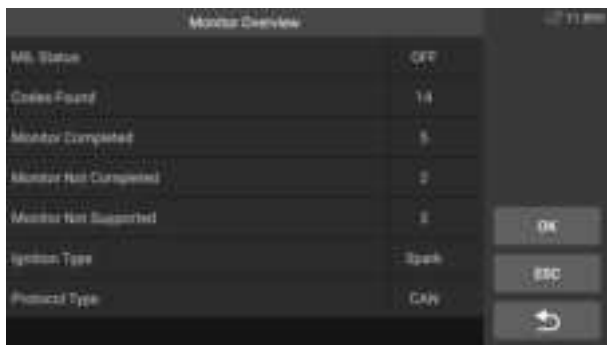 Monitor Overview
MIL Status OFF
Codes Found 14
Monitor Completed 5
Monitor Not Completed 2
Monitor Not Supported
Ignition Type Spark
Protocol Type CAN
OK
ESC